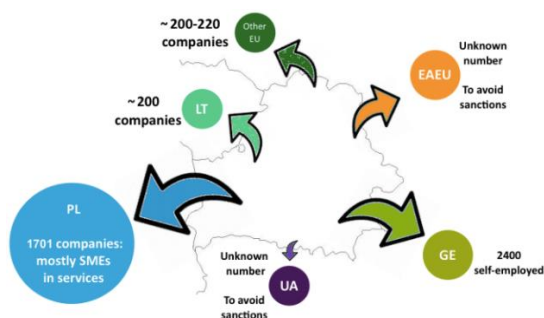 ~ 200-220
companies
Other
EU
Unknown
number
EAEU
To avoid
sanctions
~ 200
companies
LT
PL
1701 companies:
mostly SMEs
in services
Unknown
number
To avoid
sanctions
UA
GE
2400
self-employed